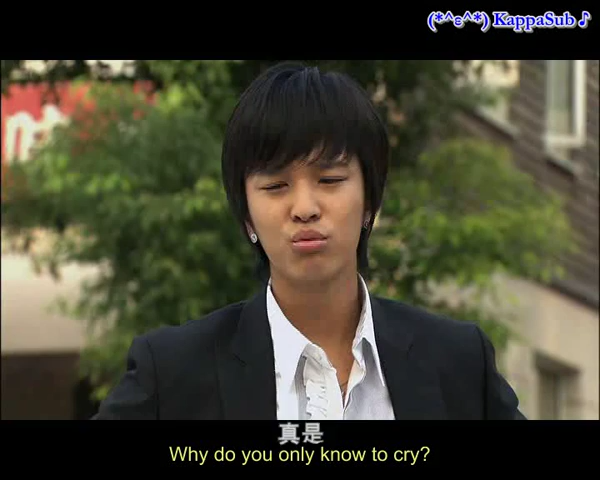 (*^ㅎ^*) KappaSub♪
真是
Why do you only know to cry?